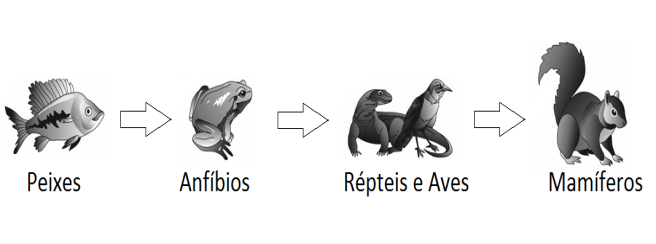 Peixes
Anfíbios
Répteis e Aves
Mamíferos